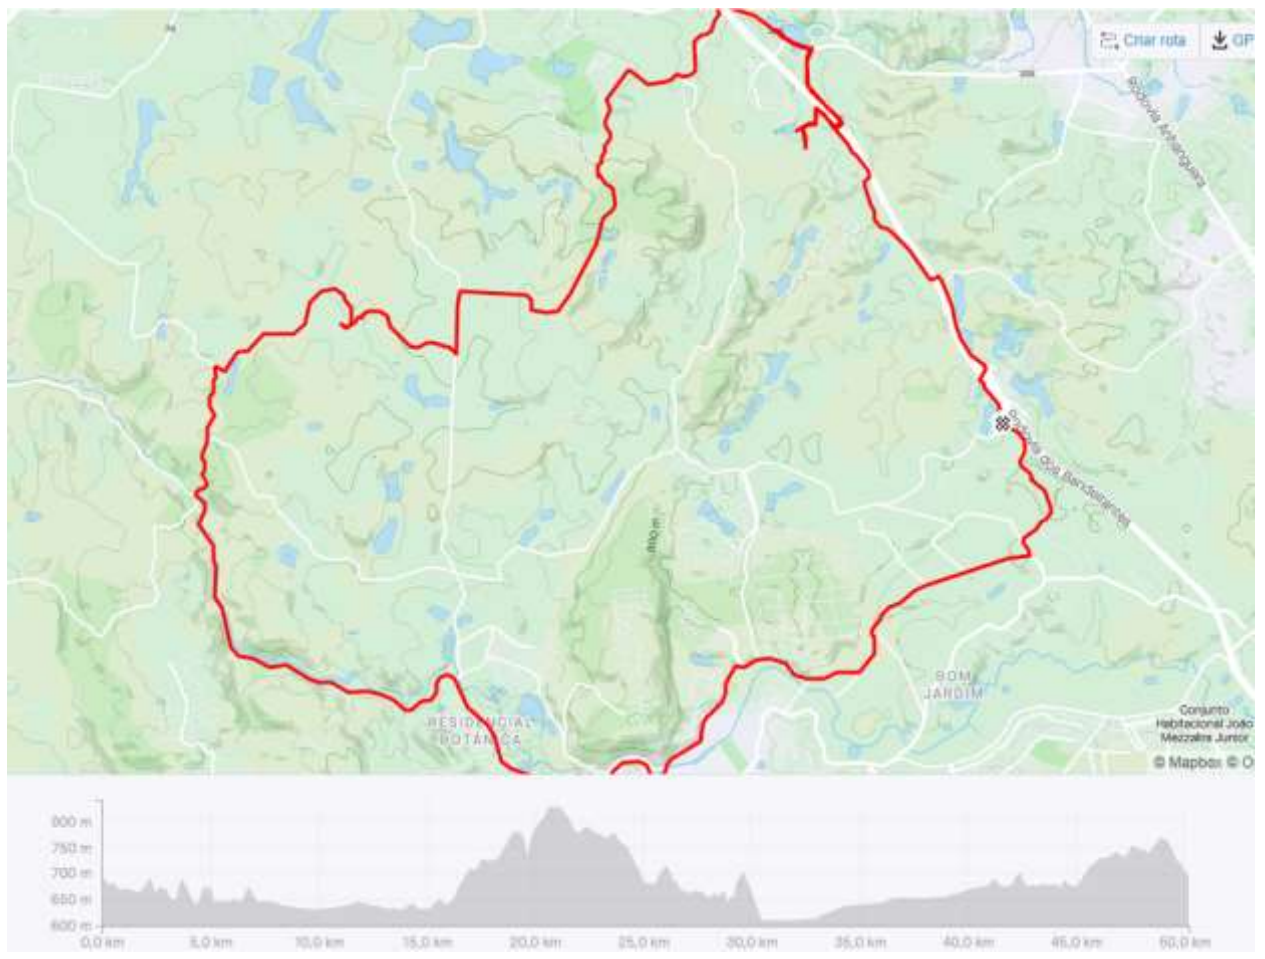 Criar rota
GP
Rodovia Anhanguera
Rodovia dos Bandeirantes
BOM
JARDIM
RESIDENCIAL
BOTÂNICA
Conjunto
Habitacional João
Mezzalira Junior
© Mapbox © O
800 m
750 m
700 m
650 m
600 m
0,0 km
5,0 km
10,0 km
15,0 km
20,0 km
25,0 km
30,0 km
35,0 km
40,0 km
45,0 km
50,0 km